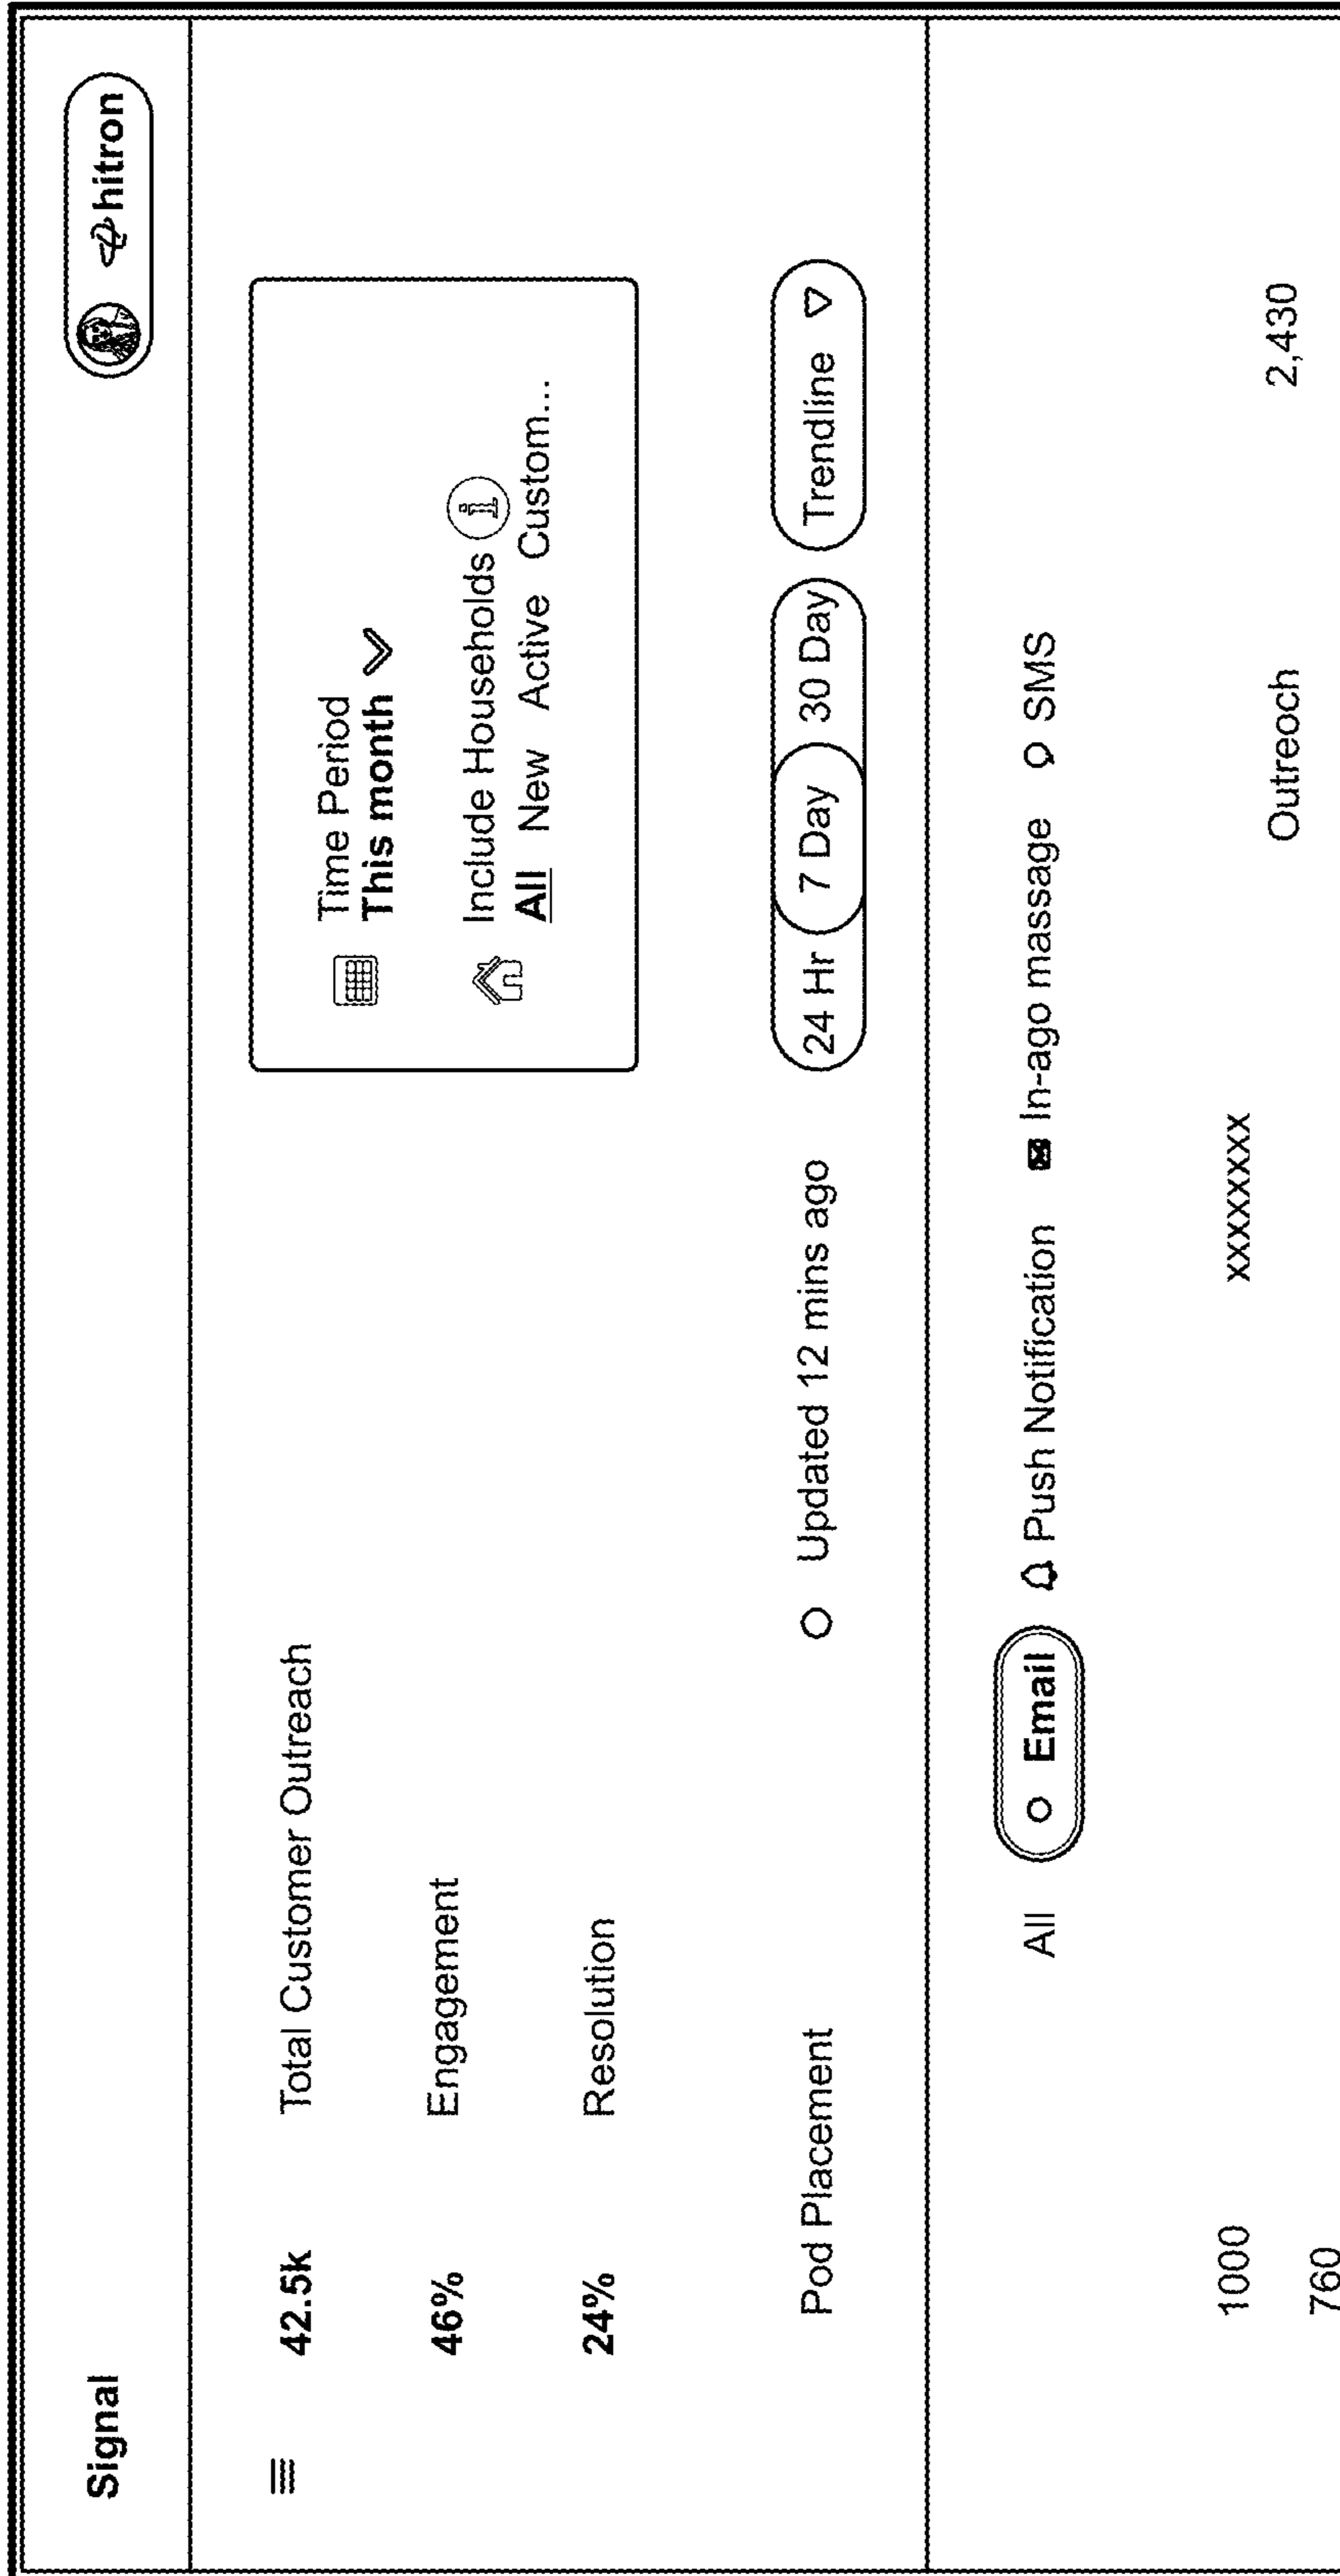 Signal
hitron
42.5k Total Customer Outreach
46% Engagement
24% Resolution
Time Period
This month
Include Households i
All New Active Custom...
Pod Placement
Updated 12 mins ago
24 Hr 7 Day 30 Day
Trendline
All Email Push Notification In-ago massage SMS
1000
xxxxxxxx
Outreoch 2,430
760